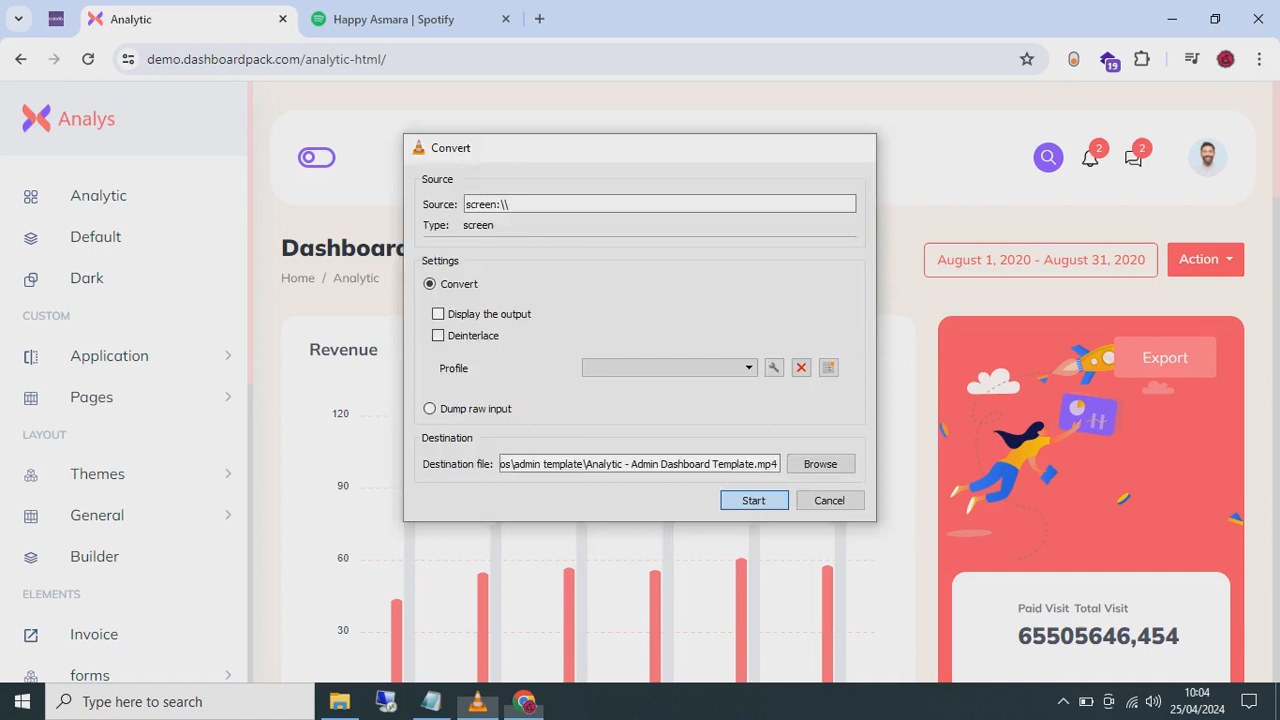 Analytic
Happy Asmara | Spotify
demo.dashboardpack.com/analytic-html/
19
Analys
Analytic
Default
Dark
CUSTOM
Application
Pages
LAYOUT
Themes
General
Builder
ELEMENTS
Invoice
forms
2
2
Dashboard
Home / Analytic
August 1, 2020 - August 31, 2020
Action
Revenue
120
90
60
30
Export
Paid Visit Total Visit
65505646,454
Convert
Source
Source: screen:\\
Type: screen
Settings
Convert
Display the output
Deinterlace
Profile
Dump raw input
Destination
Destination file: os\admin template\Analytic - Admin Dashboard Template.mp4 Browse
Start Cancel
Type here to search
10:04
25/04/2024